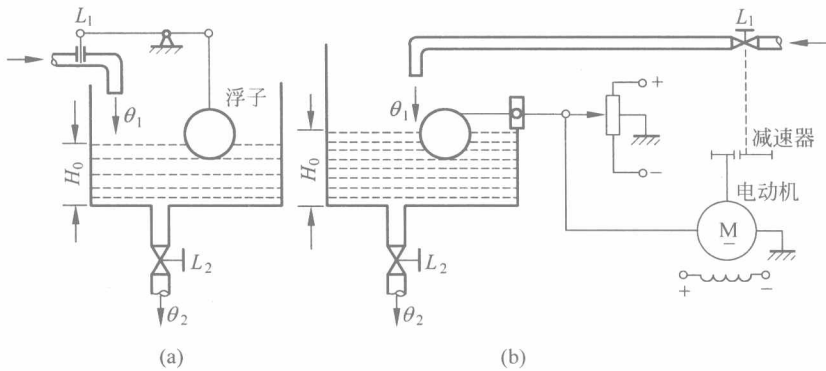 L₁
θ₁
浮子
H₀
L₂
θ₂
(a)
L₁
θ₁
+
−
减速器
电动机
M
H₀
+
−
L₂
θ₂
(b)